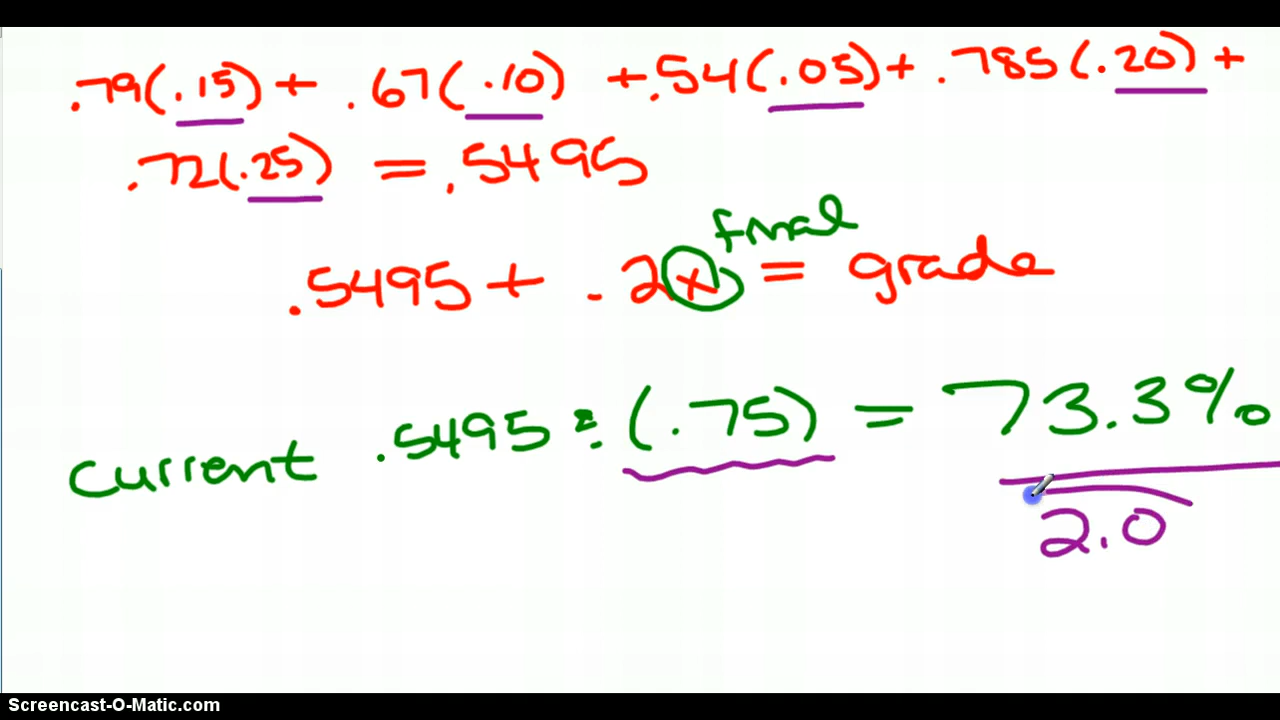 .79(.15) + .67(.10) + .54(.05) + .785(.20) +
.72(.25) = .5495
final
.5495 + .2x = grade
current .5495 ÷ (.75) = 73.3%
2.0
Screencast-O-Matic.com